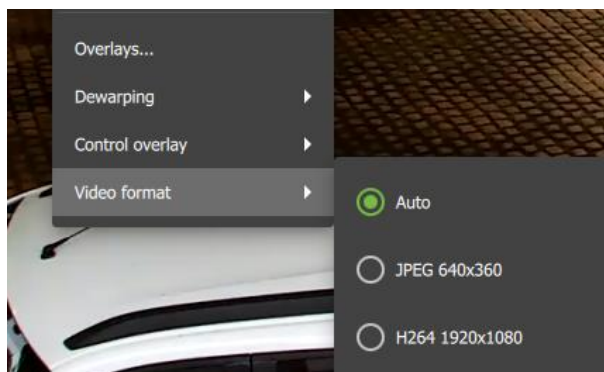 Overlays...
Dewarping
Control overlay
Video format
Auto
JPEG 640x360
H264 1920x1080